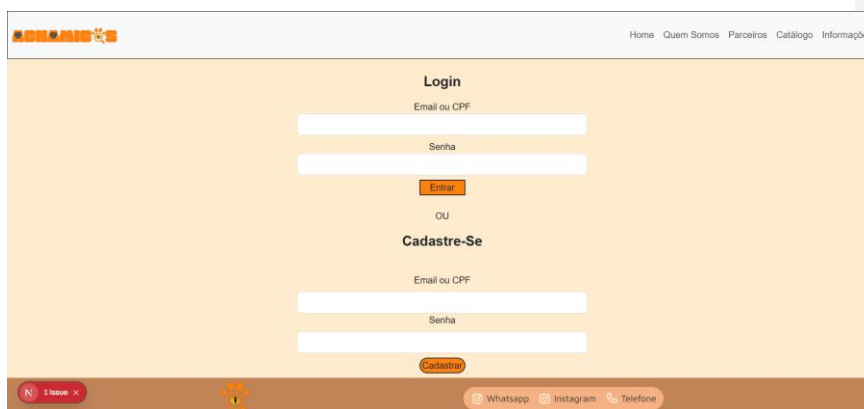 ACHAMIGOS
Home Quem Somos Parceiros Catálogo Informaçõ
Login
Email ou CPF
Senha
Entrar
OU
Cadastre-Se
Email ou CPF
Senha
Cadastrar
N 1 Issue ×
Whatsapp Instagram Telefone